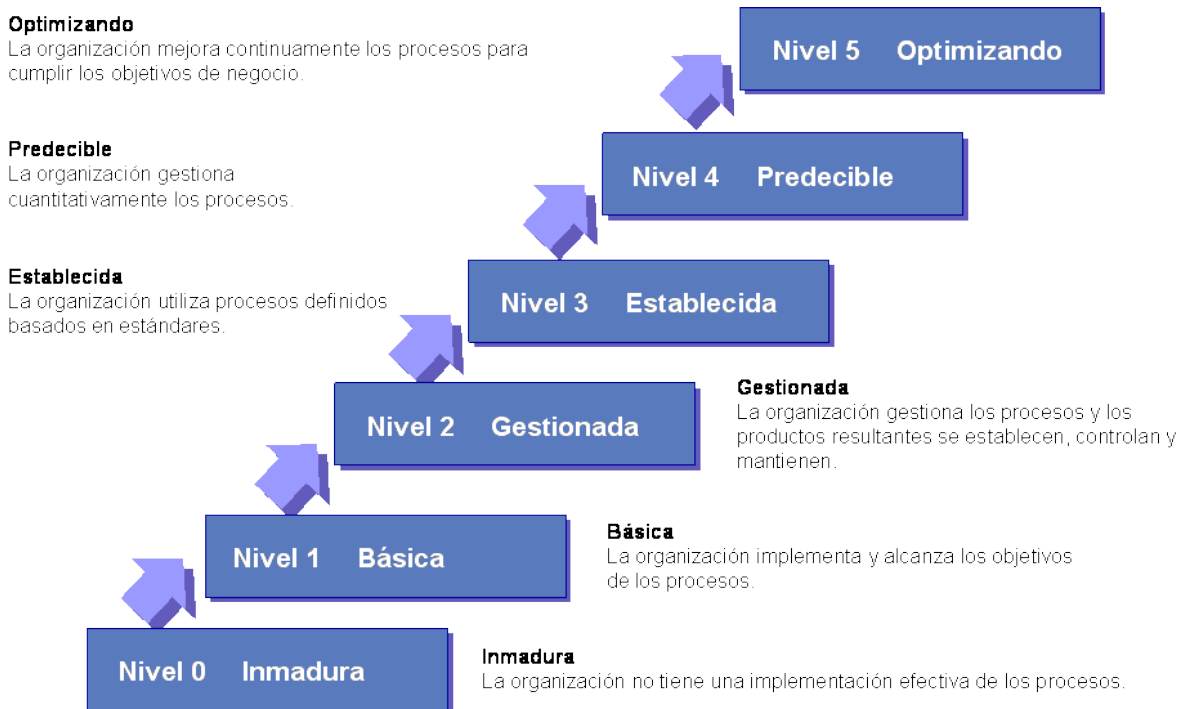 Optimizando
La organización mejora continuamente los procesos para
cumplir los objetivos de negocio.
Nivel 5 Optimizando
Predecible
La organización gestiona
cuantitativamente los procesos.
Nivel 4 Predecible
Establecida
La organización utiliza procesos definidos
basados en estándares.
Nivel 3 Establecida
Nivel 2 Gestionada
Gestionada
La organización gestiona los procesos y los
productos resultantes se establecen, controlan y
mantienen.
Nivel 1 Básica
Básica
La organización implementa y alcanza los objetivos
de los procesos.
Nivel 0 Inmadura
Inmadura
La organización no tiene una implementación efectiva de los procesos.